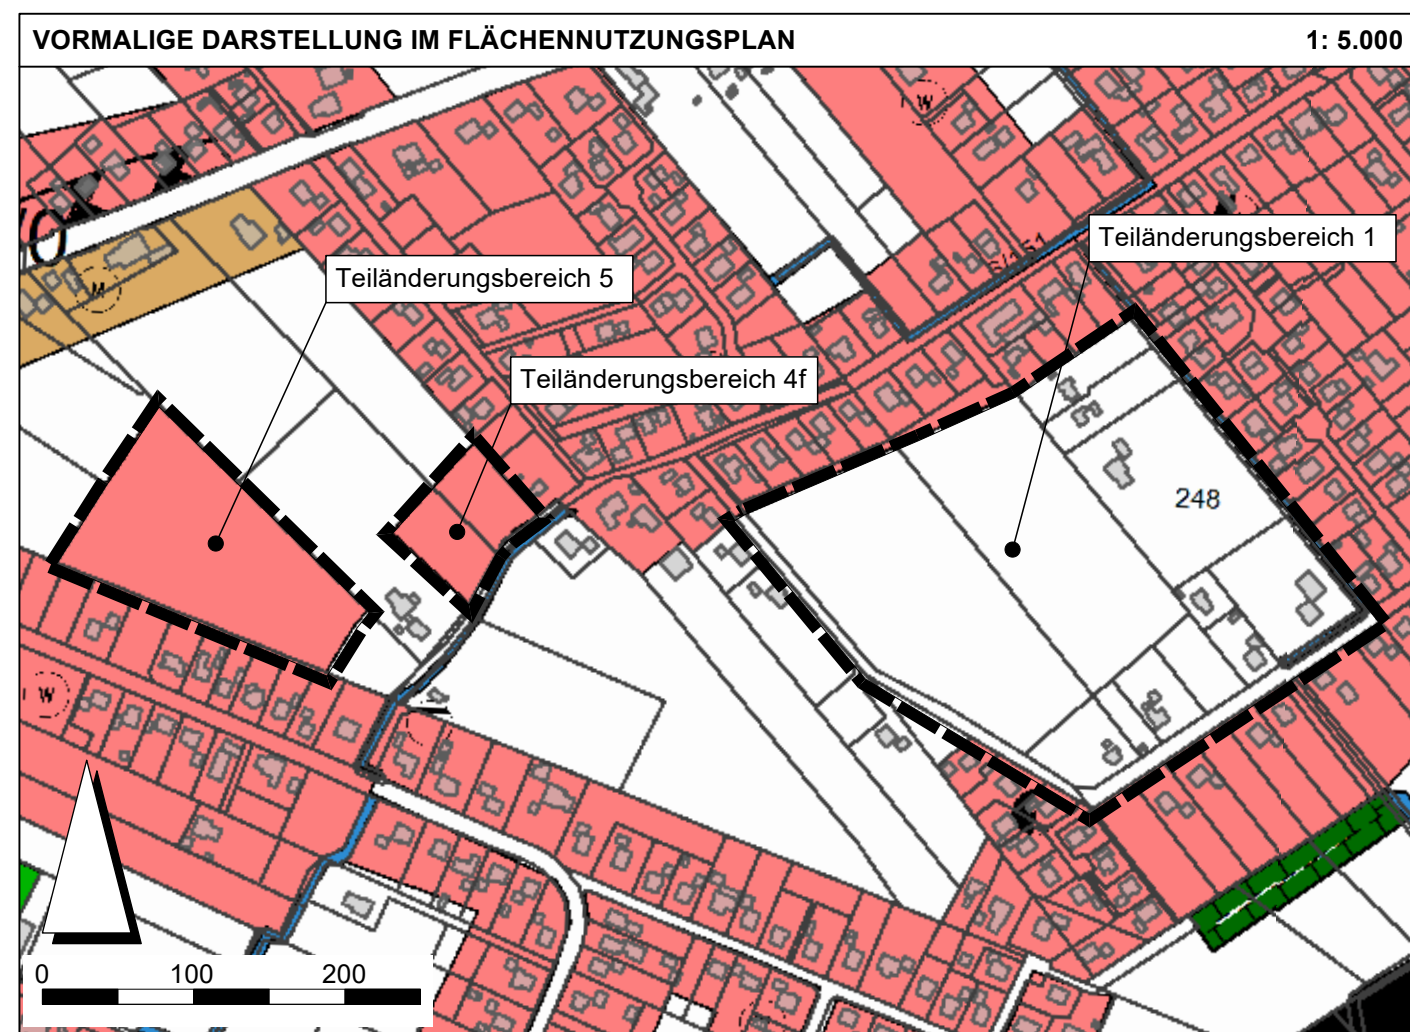 VORMALIGE DARSTELLUNG IM FLÄCHENNUTZUNGSPLAN 1: 5.000
W
Teiländerungsbereich 1
Teiländerungsbereich 5
M
Teiländerungsbereich 4f
248
W
0 100 200